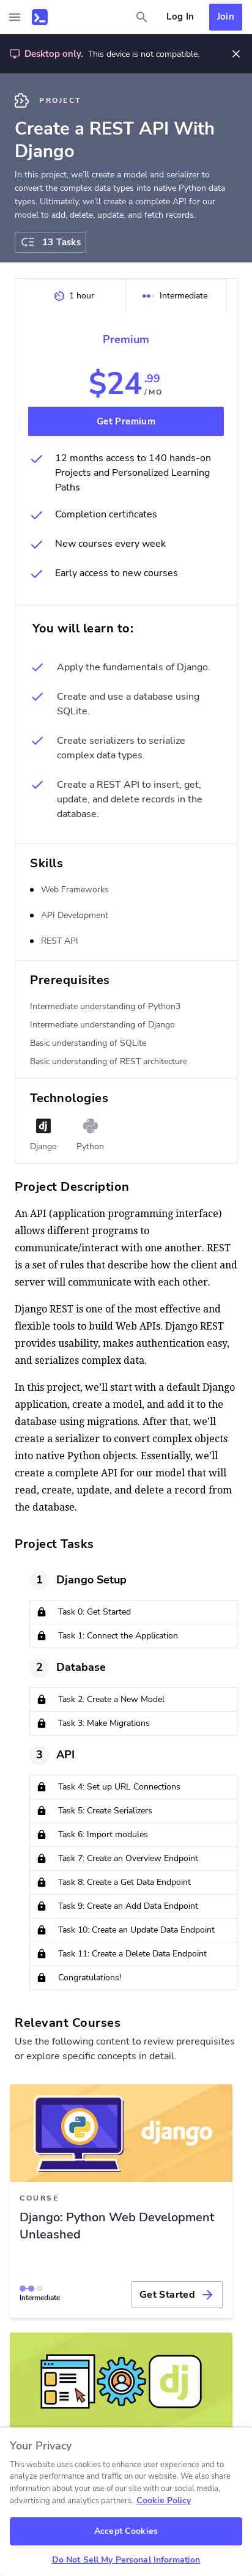 Log In
Join
Desktop only. This device is not compatible.
PROJECT
Create a REST API With
Django
In this project, we’ll create a model and serializer to
convert the complex data types into native Python data
types. Ultimately, we’ll create a complete API for our
model to add, delete, update, and fetch records.
13 Tasks
1 hour
Intermediate
Premium
$24.99
/ MO
Get Premium
12 months access to 140 hands-on
Projects and Personalized Learning
Paths
Completion certificates
New courses every week
Early access to new courses
You will learn to:
Apply the fundamentals of Django.
Create and use a database using
SQLite.
Create serializers to serialize
complex data types.
Create a REST API to insert, get,
update, and delete records in the
database.
Skills
Web Frameworks
API Development
REST API
Prerequisites
Intermediate understanding of Python3
Intermediate understanding of Django
Basic understanding of SQLite
Basic understanding of REST architecture
Technologies
dj
Django
Python
Project Description
An API (application programming interface)
allows different programs to
communicate/interact with one another. REST
is a set of rules that describe how the client and
server will communicate with each other.
Django REST is one of the most effective and
flexible tools to build Web APIs. Django REST
provides usability, makes authentication easy,
and serializes complex data.
In this project, we’ll start with a default Django
application, create a model, and add it to the
database using migrations. After that, we’ll
create a serializer to convert complex objects
into native Python objects. Essentially, we’ll
create a complete API for our model that will
read, create, update, and delete a record from
the database.
Project Tasks
1 Django Setup
Task 0: Get Started
Task 1: Connect the Application
2 Database
Task 2: Create a New Model
Task 3: Make Migrations
3 API
Task 4: Set up URL Connections
Task 5: Create Serializers
Task 6: Import modules
Task 7: Create an Overview Endpoint
Task 8: Create a Get Data Endpoint
Task 9: Create an Add Data Endpoint
Task 10: Create an Update Data Endpoint
Task 11: Create a Delete Data Endpoint
Congratulations!
Relevant Courses
Use the following content to review prerequisites
or explore specific concepts in detail.
django
COURSE
Django: Python Web Development
Unleashed
Intermediate
Get Started
dj
Your Privacy
This website uses cookies to enhance user experience and to
analyze performance and traffic on our website. We also share
information about your use of our site with our social media,
advertising and analytics partners. Cookie Policy
Accept Cookies
Do Not Sell My Personal Information